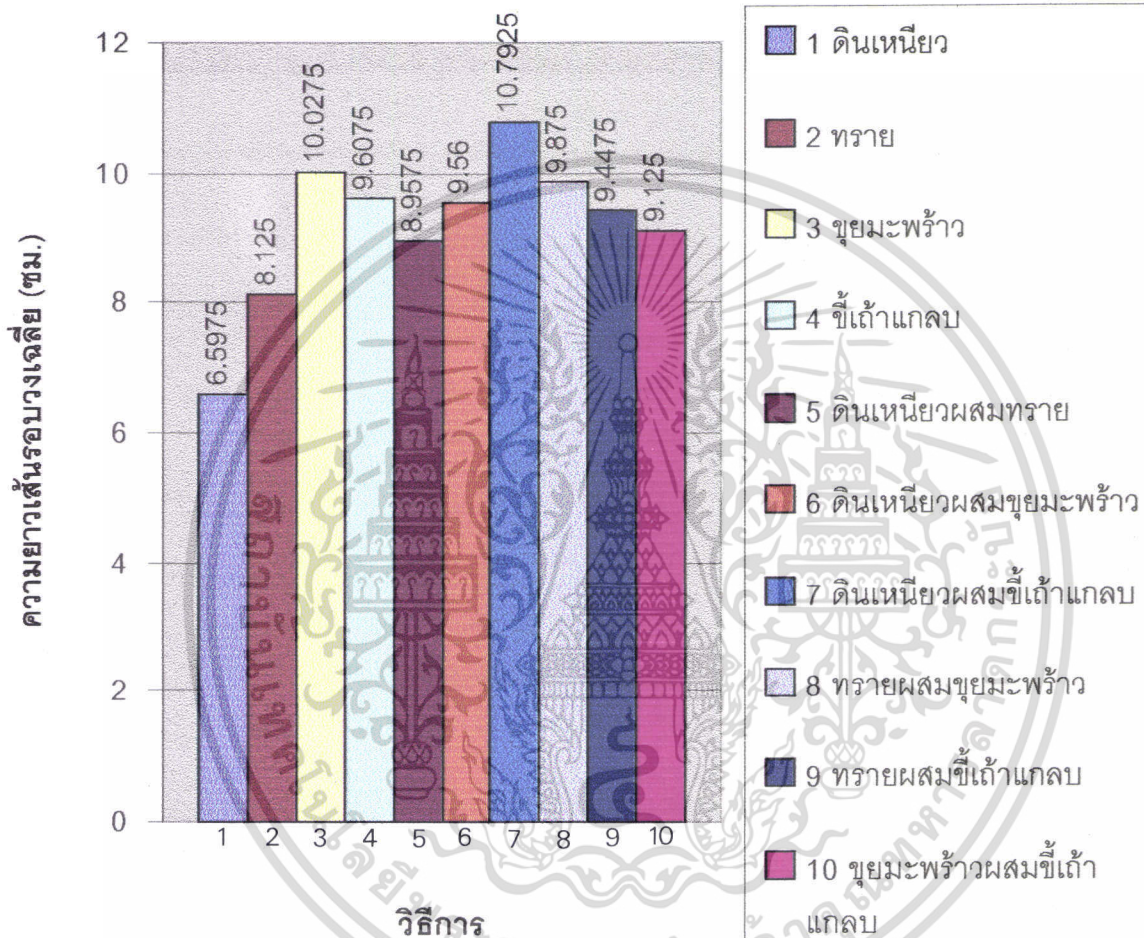 ความยาวเส้นรอบวงเฉลี่ย (ซม.)
12
10
8
6
4
2
0
6.5975
8.125
10.0275
9.6075
8.9575
9.56
10.7925
9.875
9.4475
9.125
1 2 3 4 5 6 7 8 9 10
วิธีการ
1 ดินเหนียว
2 ทราย
3 ขุยมะพร้าว
4 ขี้เถ้าแกลบ
5 ดินเหนียวผสมทราย
6 ดินเหนียวผสมขุยมะพร้าว
7 ดินเหนียวผสมขี้เถ้าแกลบ
8 ทรายผสมขุยมะพร้าว
9 ทรายผสมขี้เถ้าแกลบ
10 ขุยมะพร้าวผสมขี้เถ้า
แกลบ